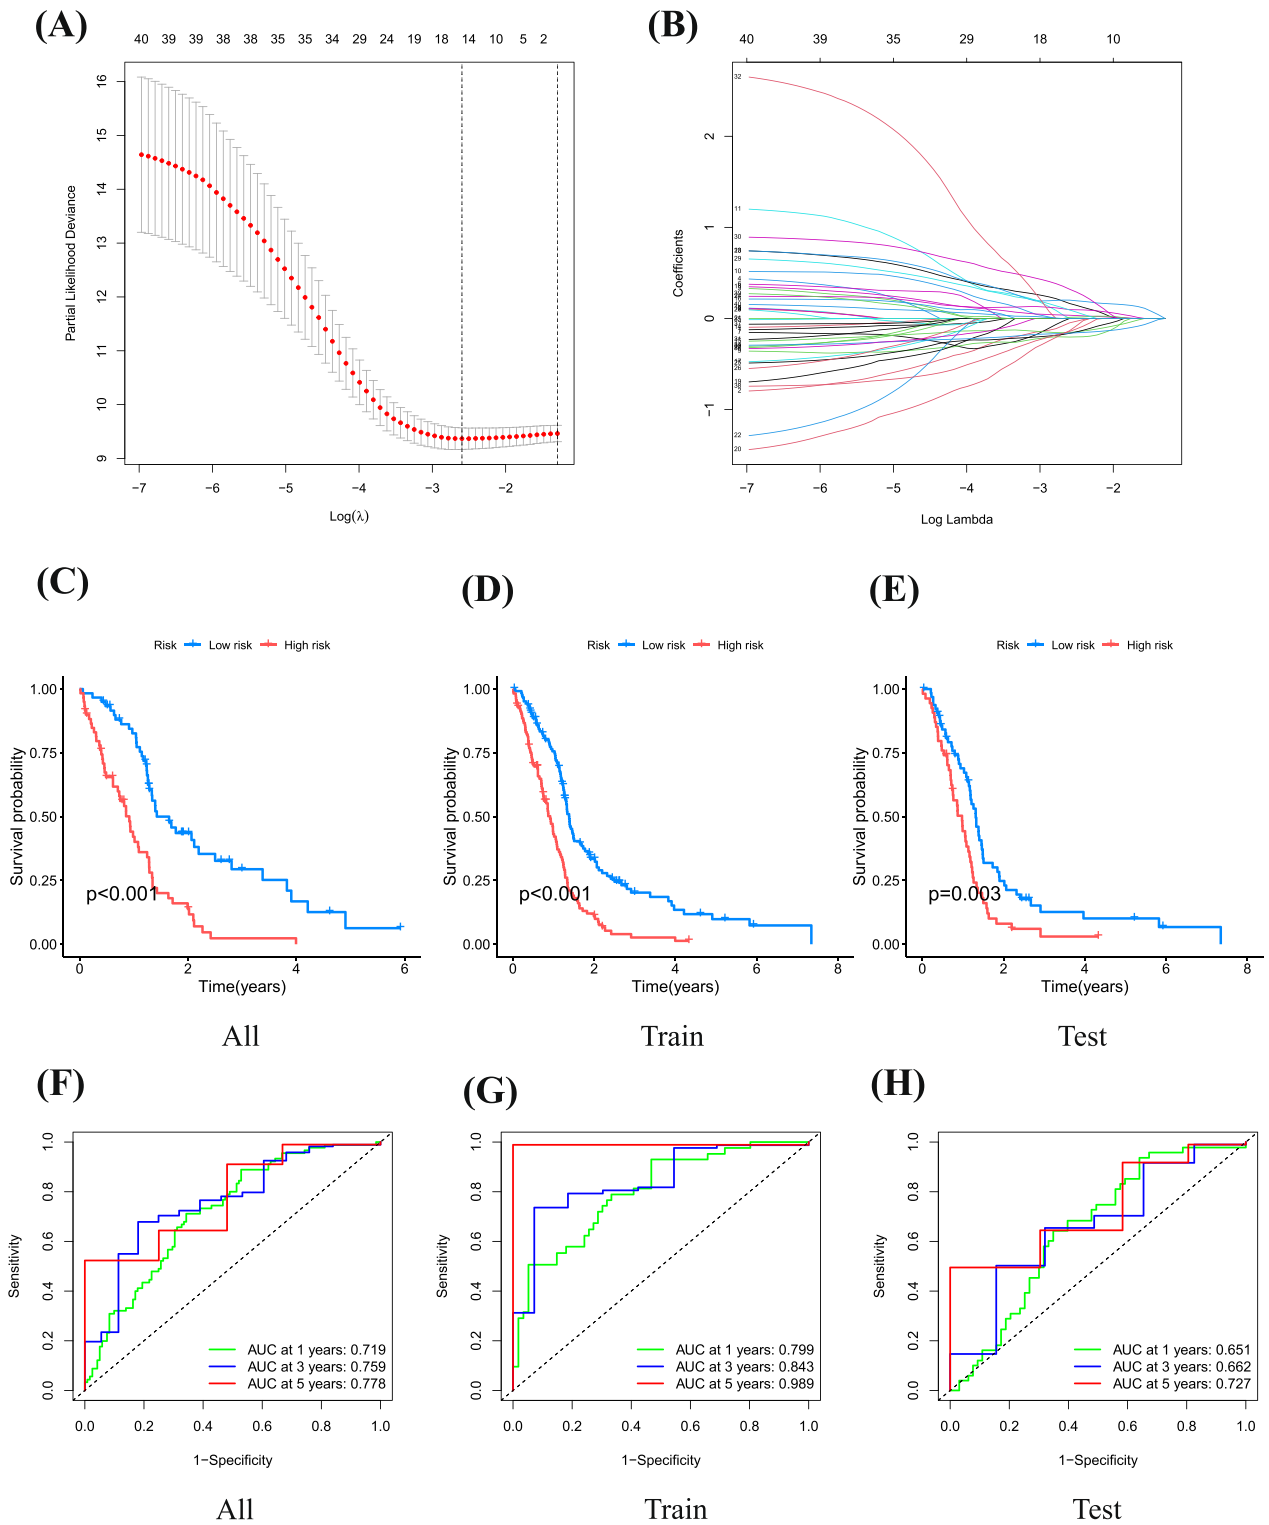 (A)
40 39 39 38 38 35 35 34 29 24 19 18 14 10 5 2
16
15
14
13
12
11
10
9
Partial Likelihood Deviance
−7 −6 −5 −4 −3 −2
Log(λ)
(B)
40 39 35 29 18 10
2
1
0
−1
Coefficients
32
11
30
29
10
4
26
19
2
22
20
−7 −6 −5 −4 −3 −2
Log Lambda
(C)
Risk Low risk High risk
1.00
0.75
0.50
0.25
0.00
Survival probability
p<0.001
0 2 4 6
Time(years)
All
(D)
Risk Low risk High risk
1.00
0.75
0.50
0.25
0.00
Survival probability
p<0.001
0 2 4 6 8
Time(years)
Train
(E)
Risk Low risk High risk
1.00
0.75
0.50
0.25
0.00
Survival probability
p=0.003
0 2 4 6 8
Time(years)
Test
(F)
1.0
0.8
0.6
0.4
0.2
0.0
Sensitivity
AUC at 1 years: 0.719
AUC at 3 years: 0.759
AUC at 5 years: 0.778
0.0 0.2 0.4 0.6 0.8 1.0
1−Specificity
All
(G)
1.0
0.8
0.6
0.4
0.2
0.0
Sensitivity
AUC at 1 years: 0.799
AUC at 3 years: 0.843
AUC at 5 years: 0.989
0.0 0.2 0.4 0.6 0.8 1.0
1−Specificity
Train
(H)
1.0
0.8
0.6
0.4
0.2
0.0
Sensitivity
AUC at 1 years: 0.651
AUC at 3 years: 0.662
AUC at 5 years: 0.727
0.0 0.2 0.4 0.6 0.8 1.0
1−Specificity
Test